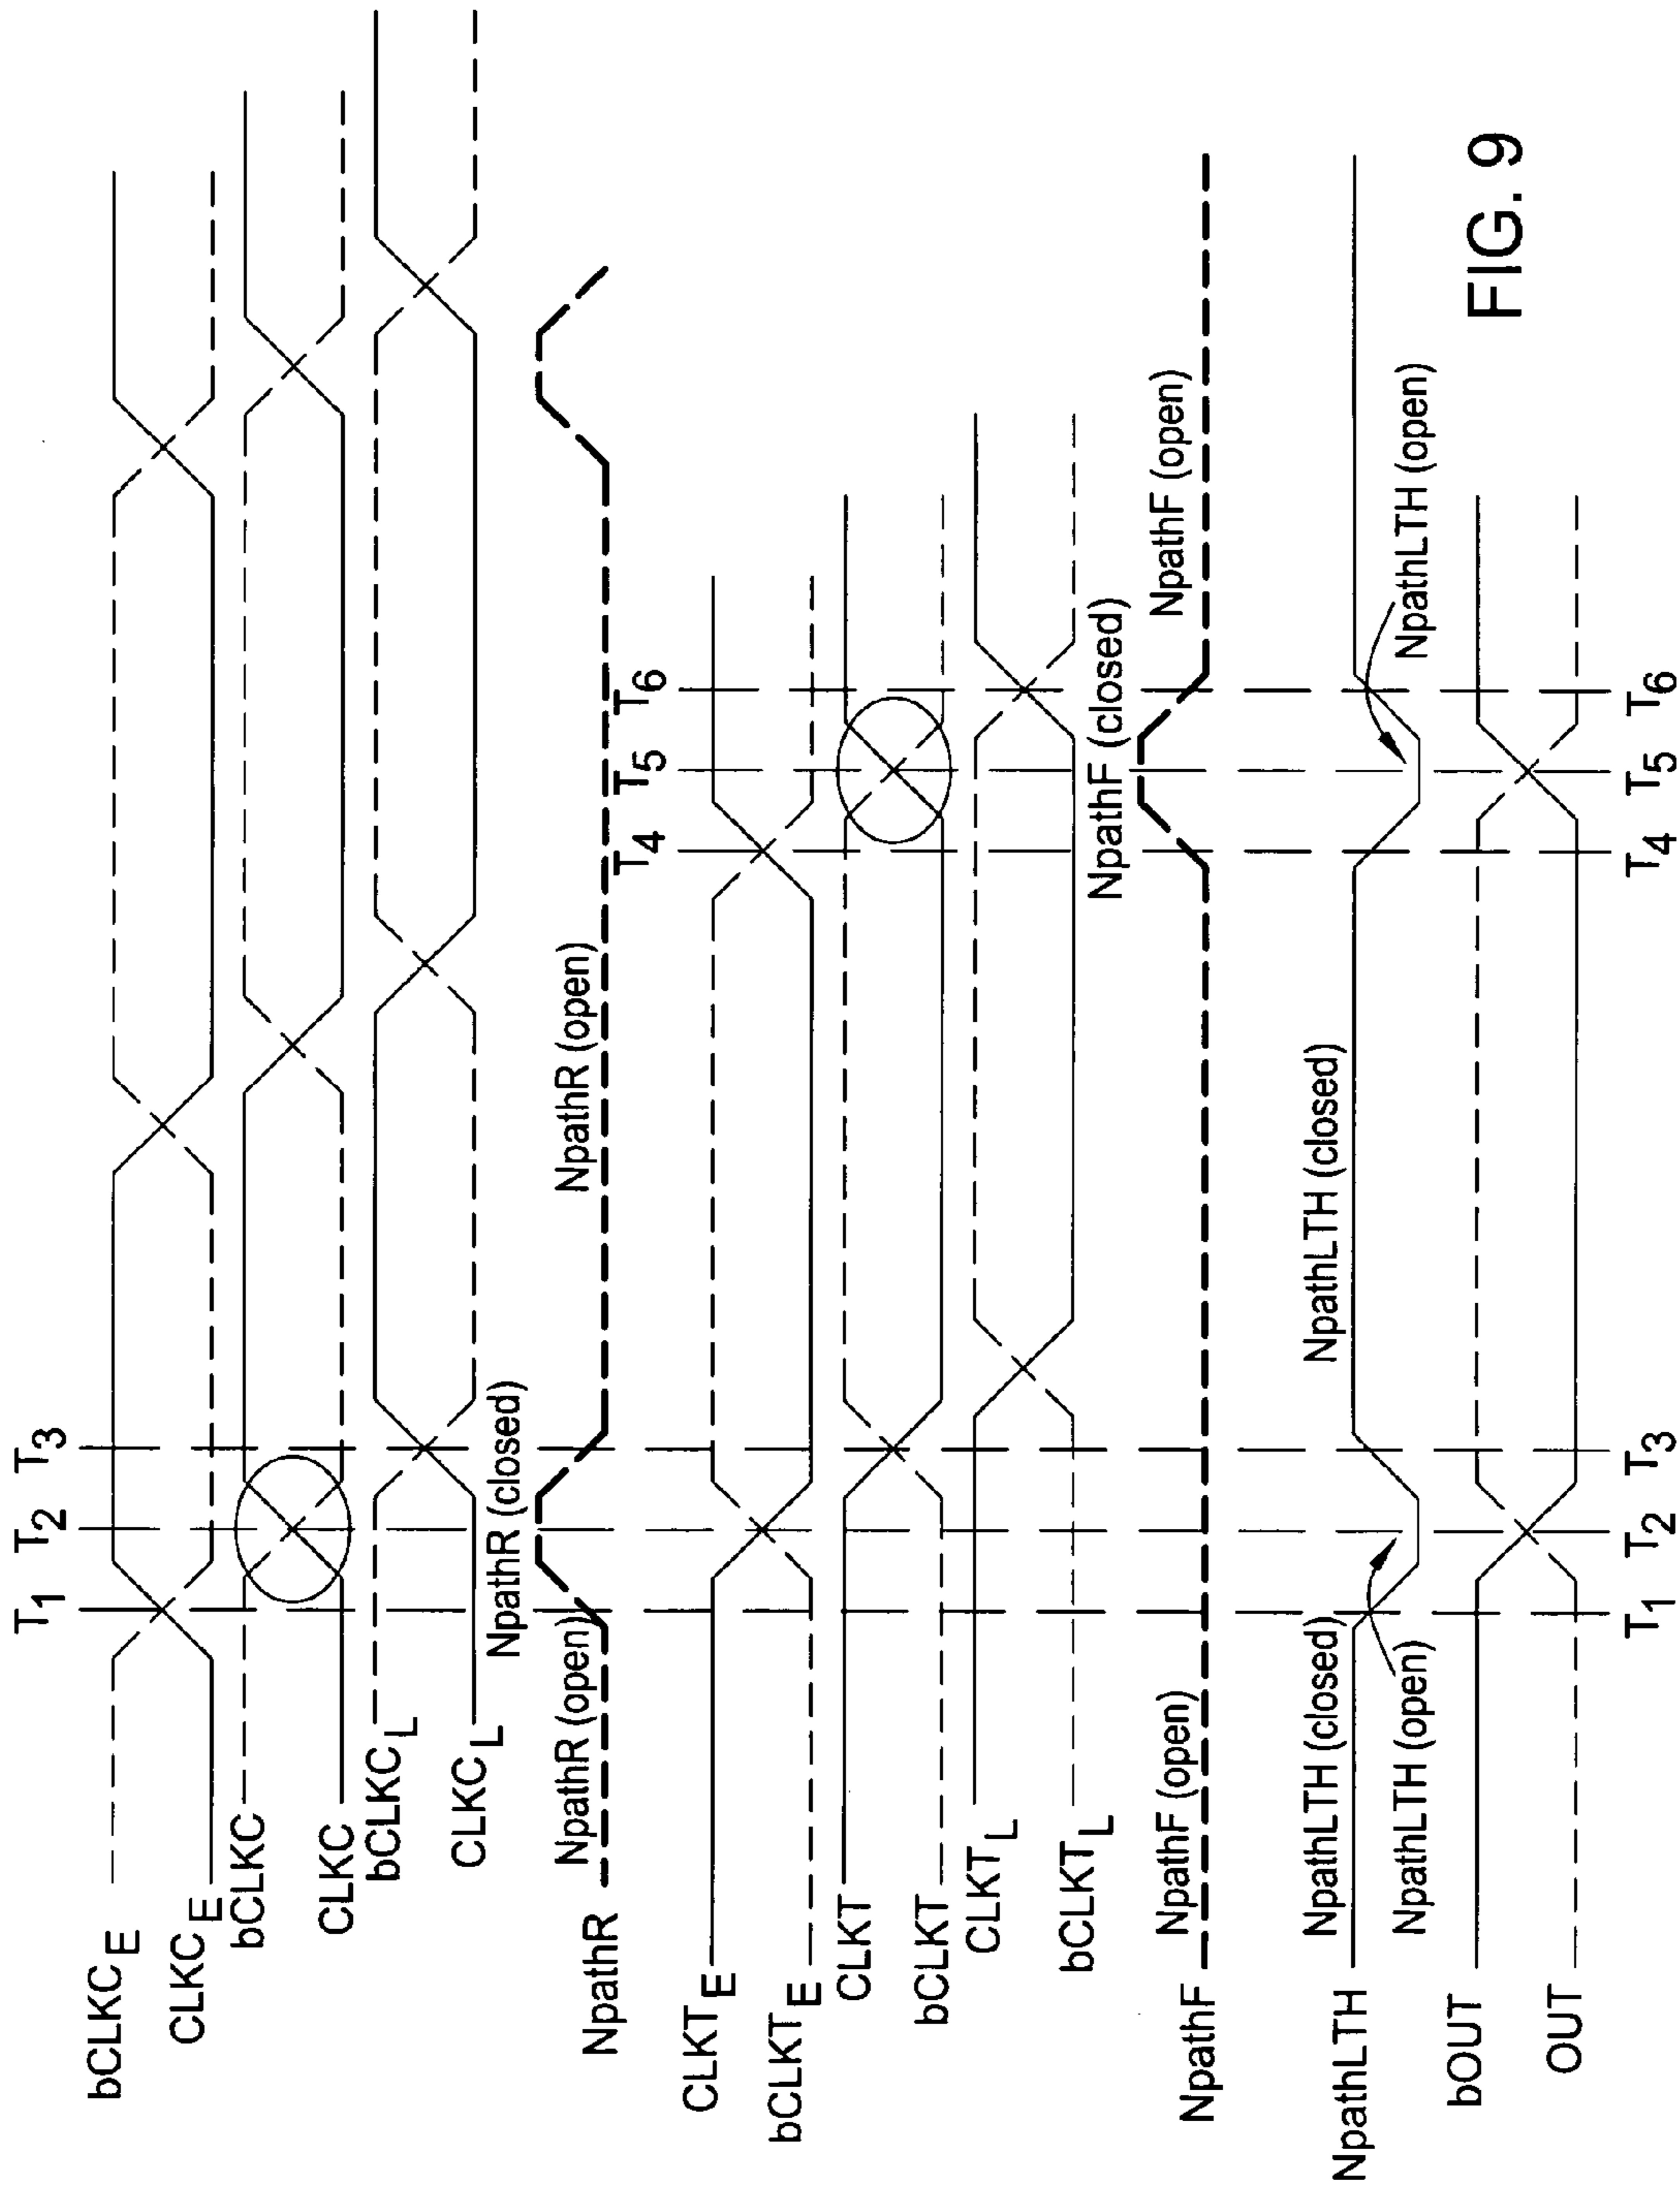 T1 T2 T3
bCLKCE
CLKCE
bCLKC
CLKC
bCLKCL
CLKCL
NpathR (closed)
NpathR (open)
NpathR (open)
NpathR
T4 T5 T6
CLKTE
bCLKTE
CLKT
bCLKT
CLKTL
bCLKTL
NpathF (closed)
NpathF (open)
NpathF (open)
NpathF
NpathLTH (closed)
NpathLTH (closed)
NpathLTH
NpathLTH (open)
NpathLTH (open)
bOUT
OUT
T1 T2 T3 T4 T5 T6
FIG. 9